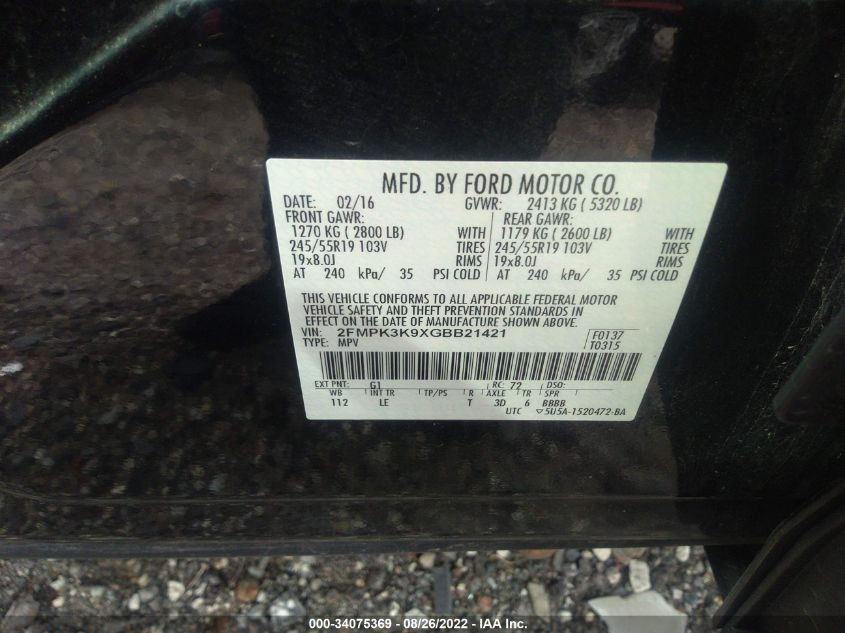 MFD. BY FORD MOTOR CO.
DATE: 02/16 GVWR: 2413 KG ( 5320 LB)
FRONT GAWR: REAR GAWR:
1270 KG ( 2800 LB) WITH 1179 KG ( 2600 LB) WITH
245/55R19 103V TIRES 245/55R19 103V TIRES
19x8.0J RIMS 19x8.0J RIMS
AT 240 kPa/ 35 PSI COLD AT 240 kPa/ 35 PSI COLD
THIS VEHICLE CONFORMS TO ALL APPLICABLE FEDERAL MOTOR
VEHICLE SAFETY AND THEFT PREVENTION STANDARDS IN
EFFECT ON THE DATE OF MANUFACTURE SHOWN ABOVE.
VIN: 2FMPK3K9XGBB21421 F0137
TYPE: MPV T0315
EXT PNT: G1 RC: 72 DSO:
WB INT TR TP/PS R AXLE TR SPR
112 LE T 3D 6 BBBB
UTC ▽5U5A-1520472-BA
000-34075369 - 08/26/2022 - IAA Inc.